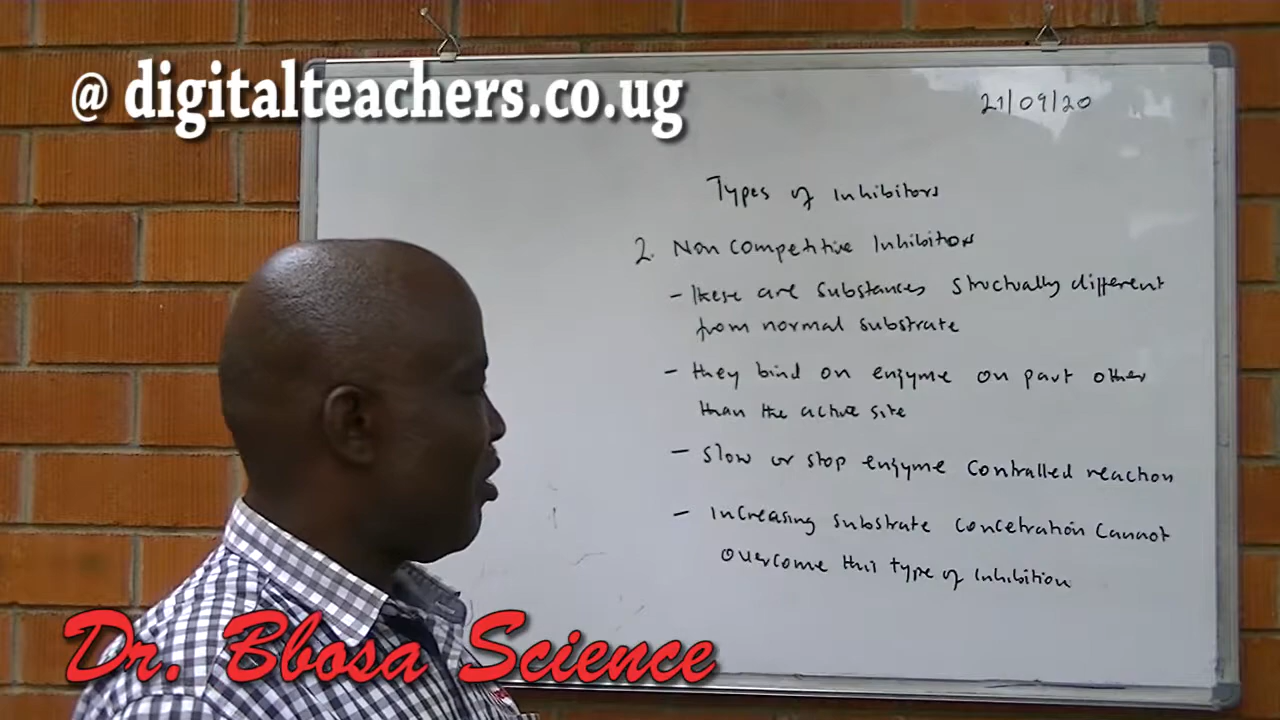 @ digitalteachers.co.ug
21/09/20
Types of Inhibitors
2. Non competitive Inhibitors
- These are substances structually different
from normal substrate
- they bind on enzyme on part other
than the active site
- Slow or stop enzyme controlled reaction
- Increasing substrate concetration cannot
overcome this type of inhibition
Dr. Bbosa Science